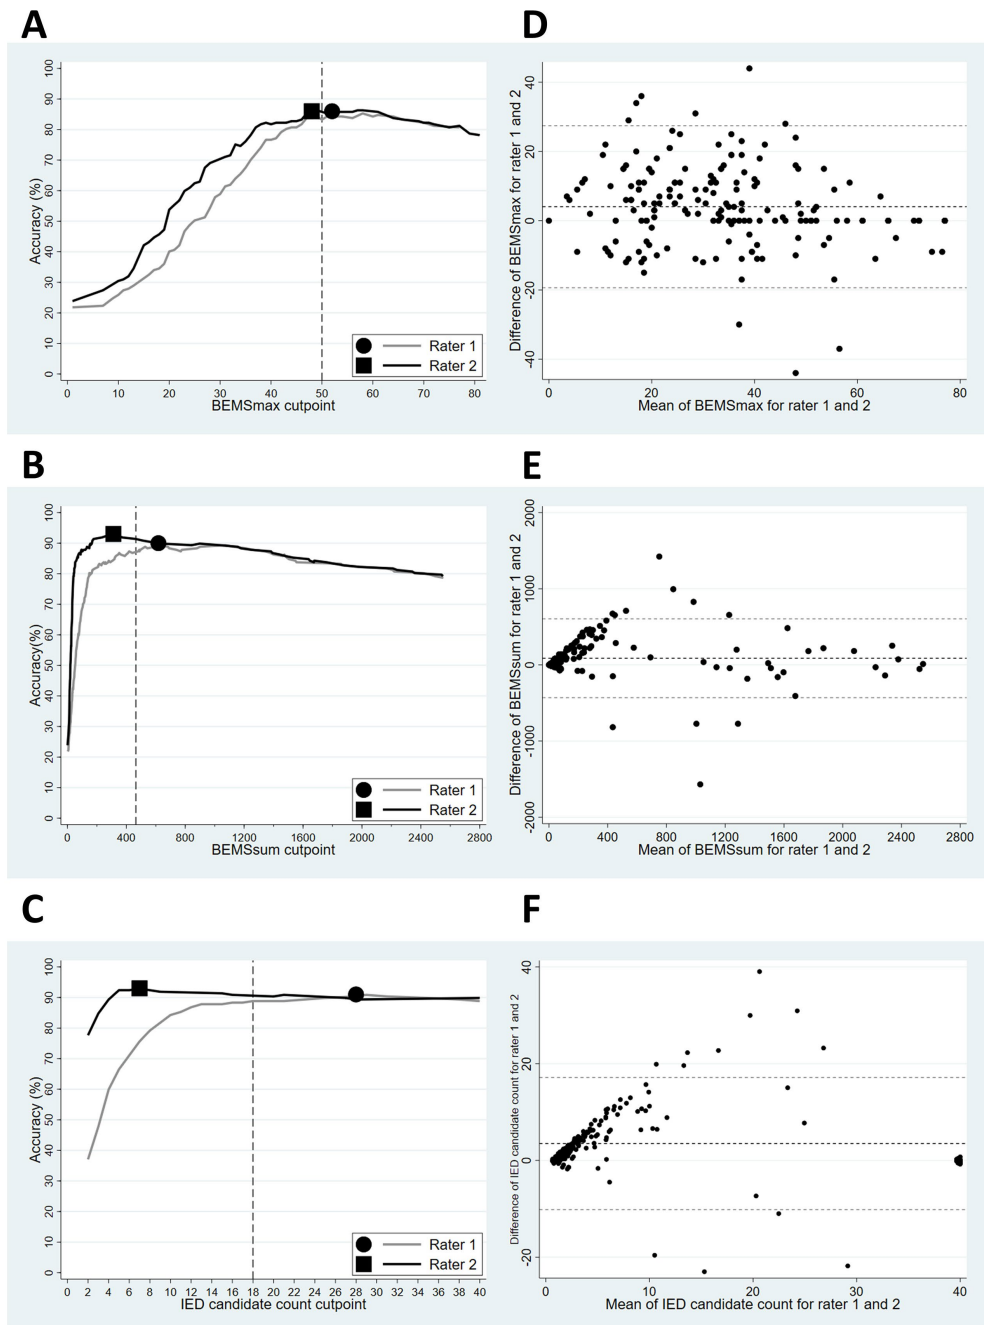 A
Accuracy (%)
100
90
80
70
60
50
40
30
20
10
0
Rater 1
Rater 2
0 10 20 30 40 50 60 70 80
BEMSmax cutpoint
D
Difference of BEMSmax for rater 1 and 2
40
20
0
-20
-40
0 20 40 60 80
Mean of BEMSmax for rater 1 and 2
B
Accuracy(%)
100
90
80
70
60
50
40
30
20
10
0
Rater 1
Rater 2
0 400 800 1200 1600 2000 2400 2800
BEMSsum cutpoint
E
Difference of BEMSsum for rater 1 and 2
2000
1000
0
-1000
-2000
0 400 800 1200 1600 2000 2400 2800
Mean of BEMSsum for rater 1 and 2
C
Accuracy (%)
100
90
80
70
60
50
40
30
20
10
0
Rater 1
Rater 2
0 2 4 6 8 10 12 14 16 18 20 22 24 26 28 30 32 34 36 38 40
IED candidate count cutpoint
F
Difference of IED candidate count for rater 1 and 2
40
20
0
-20
0 10 20 30 40
Mean of IED candidate count for rater 1 and 2